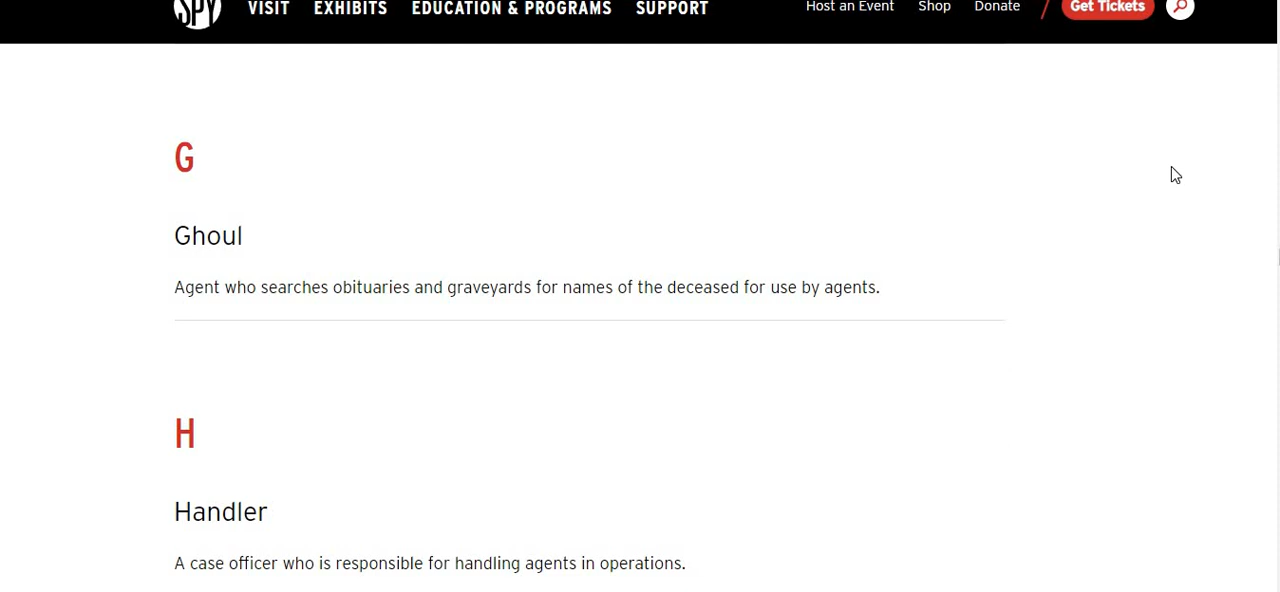 SPY
VISIT EXHIBITS EDUCATION & PROGRAMS SUPPORT Host an Event Shop Donate / Get Tickets
G
Ghoul
Agent who searches obituaries and graveyards for names of the deceased for use by agents.
H
Handler
A case officer who is responsible for handling agents in operations.